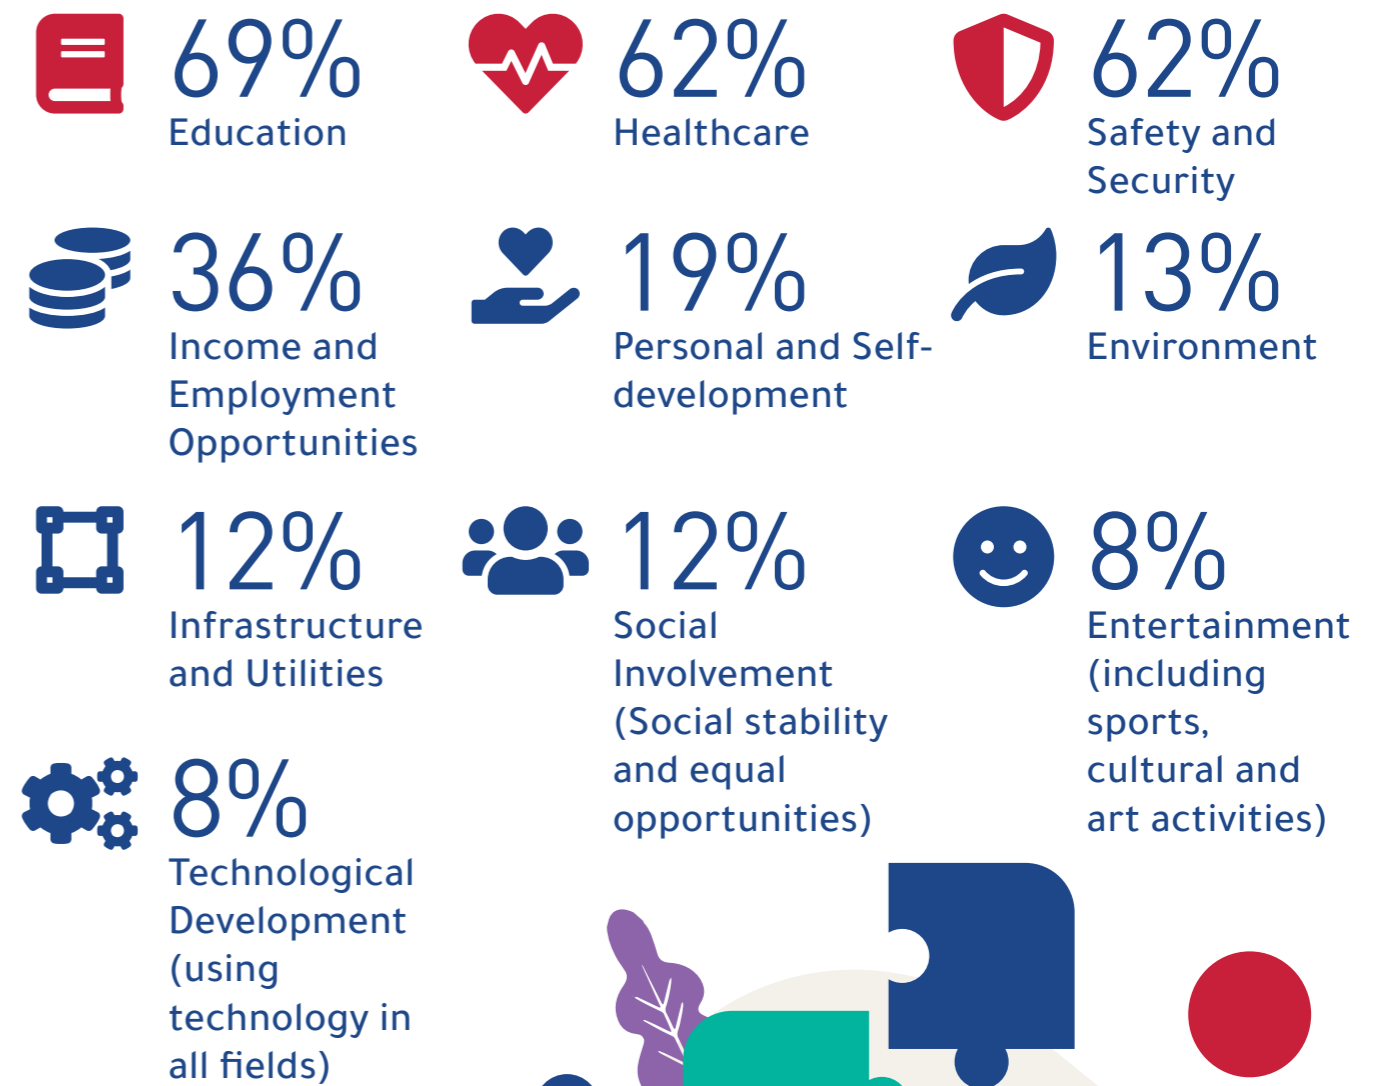 69%
Education
62%
Healthcare
62%
Safety and
Security
36%
Income and
Employment
Opportunities
19%
Personal and Self-
development
13%
Environment
12%
Infrastructure
and Utilities
12%
Social
Involvement
(Social stability
and equal
opportunities)
8%
Entertainment
(including
sports,
cultural and
art activities)
8%
Technological
Development
(using
technology in
all fields)